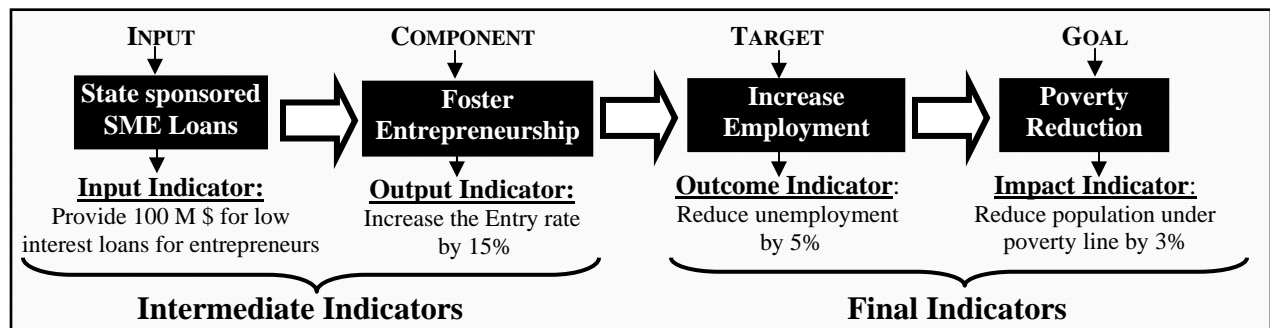 INPUT
COMPONENT
TARGET
GOAL
State sponsored
SME Loans
Foster
Entrepreneurship
Increase
Employment
Poverty
Reduction
Input Indicator:
Provide 100 M $ for low
interest loans for entrepreneurs
Output Indicator:
Increase the Entry rate
by 15%
Outcome Indicator:
Reduce unemployment
by 5%
Impact Indicator:
Reduce population under
poverty line by 3%
Intermediate Indicators
Final Indicators